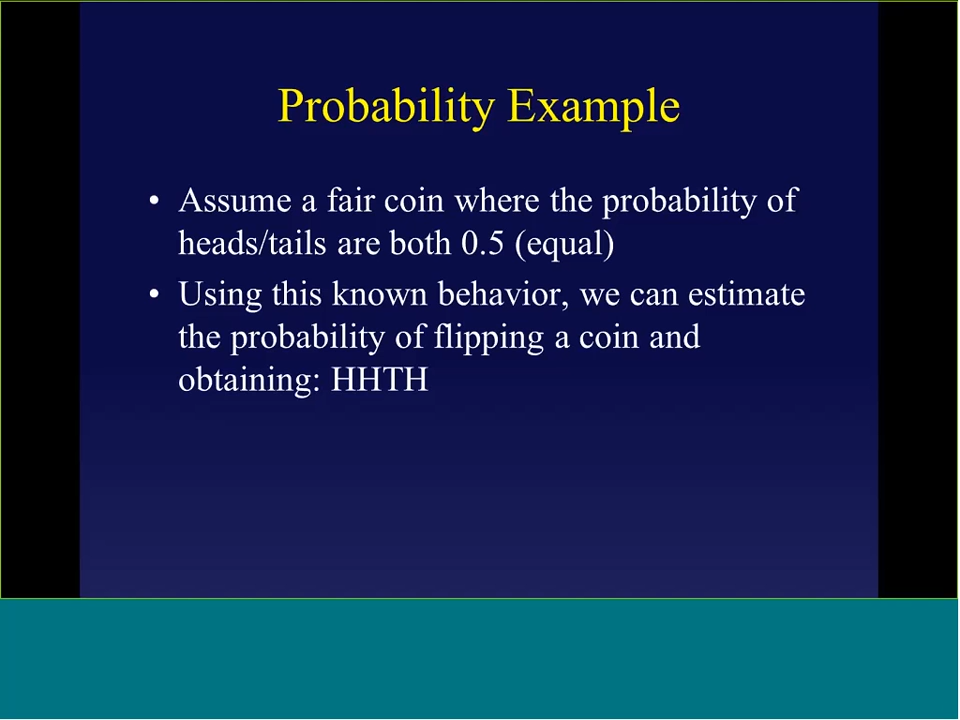 Probability Example
• Assume a fair coin where the probability of
heads/tails are both 0.5 (equal)
• Using this known behavior, we can estimate
the probability of flipping a coin and
obtaining: HHTH